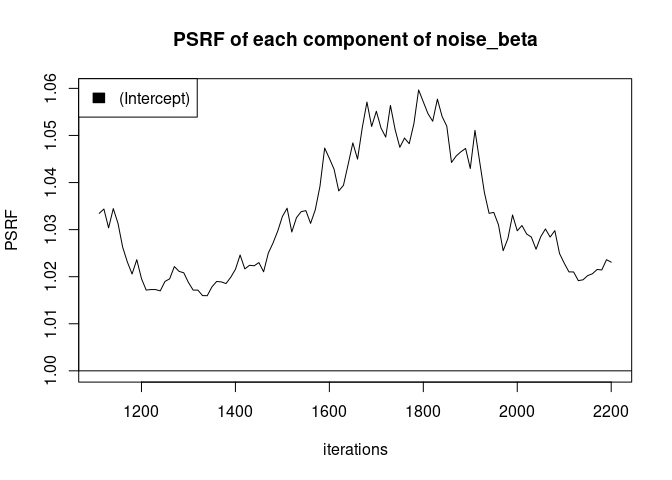 PSRF of each component of noise_beta
(Intercept)
PSRF
1.06
1.05
1.04
1.03
1.02
1.01
1.00
1200 1400 1600 1800 2000 2200
iterations